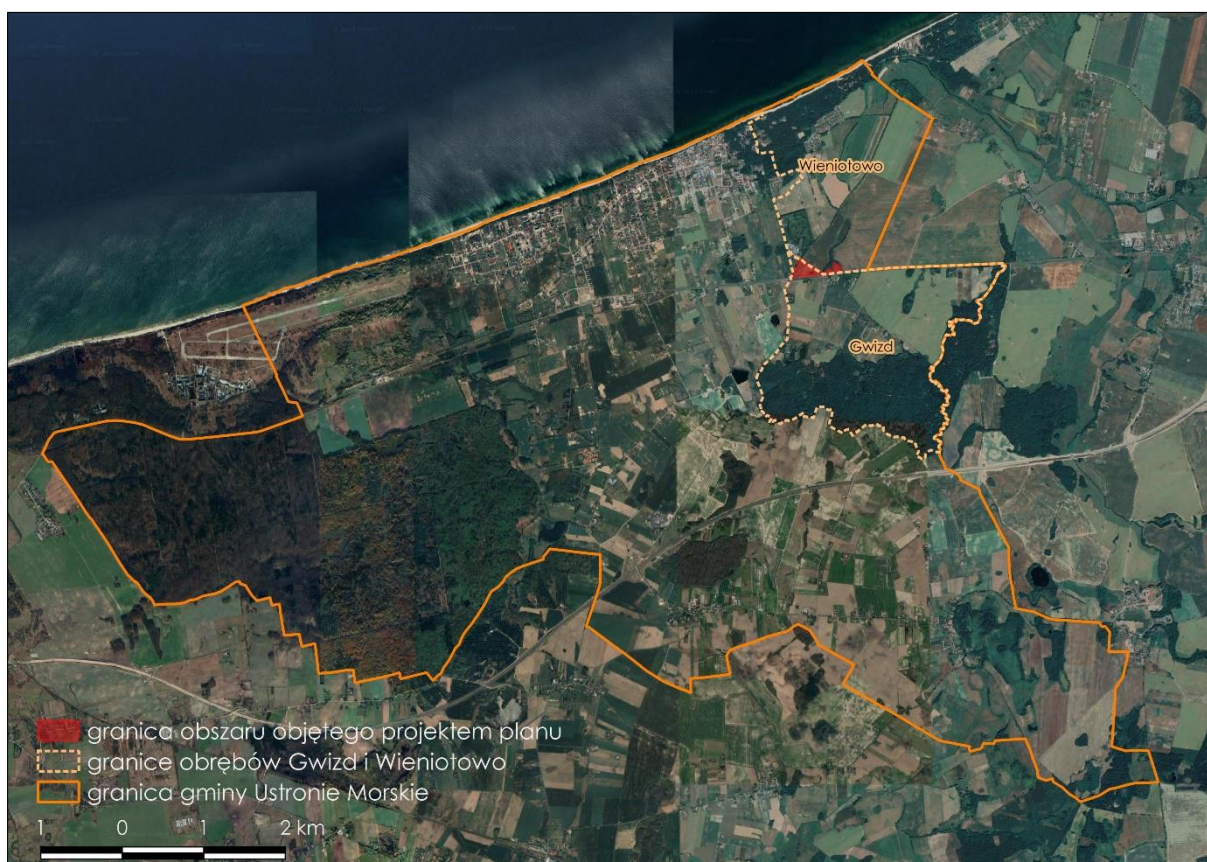 Wieniotowo
Gwizd
granica obszaru objętego projektem planu
granice obrębów Gwizd i Wieniotowo
granica gminy Ustronie Morskie
1 0 1 2 km